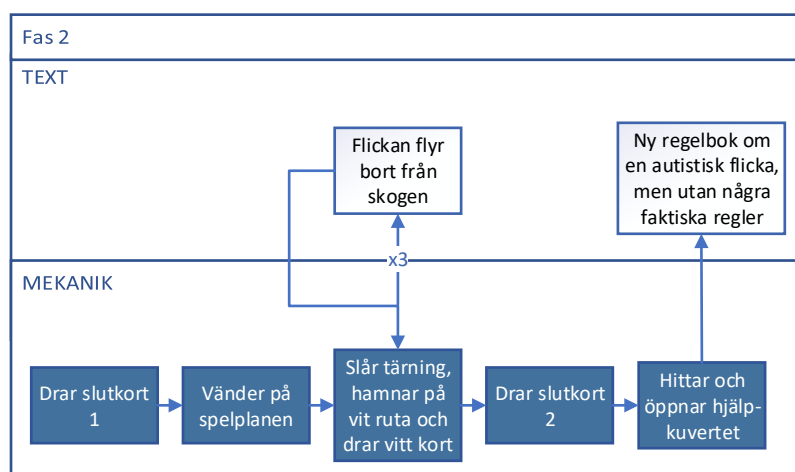 Fas 2
TEXT
Flickan flyr
bort från
skogen
Ny regelbok om
en autistisk flicka,
men utan några
faktiska regler
x3
MEKANIK
Drar slutkort
1
Vänder på
spelplanen
Slår tärning,
hamnar på
vit ruta och
drar vitt kort
Drar slutkort
2
Hittar och
öppnar hjälp-
kuvertet